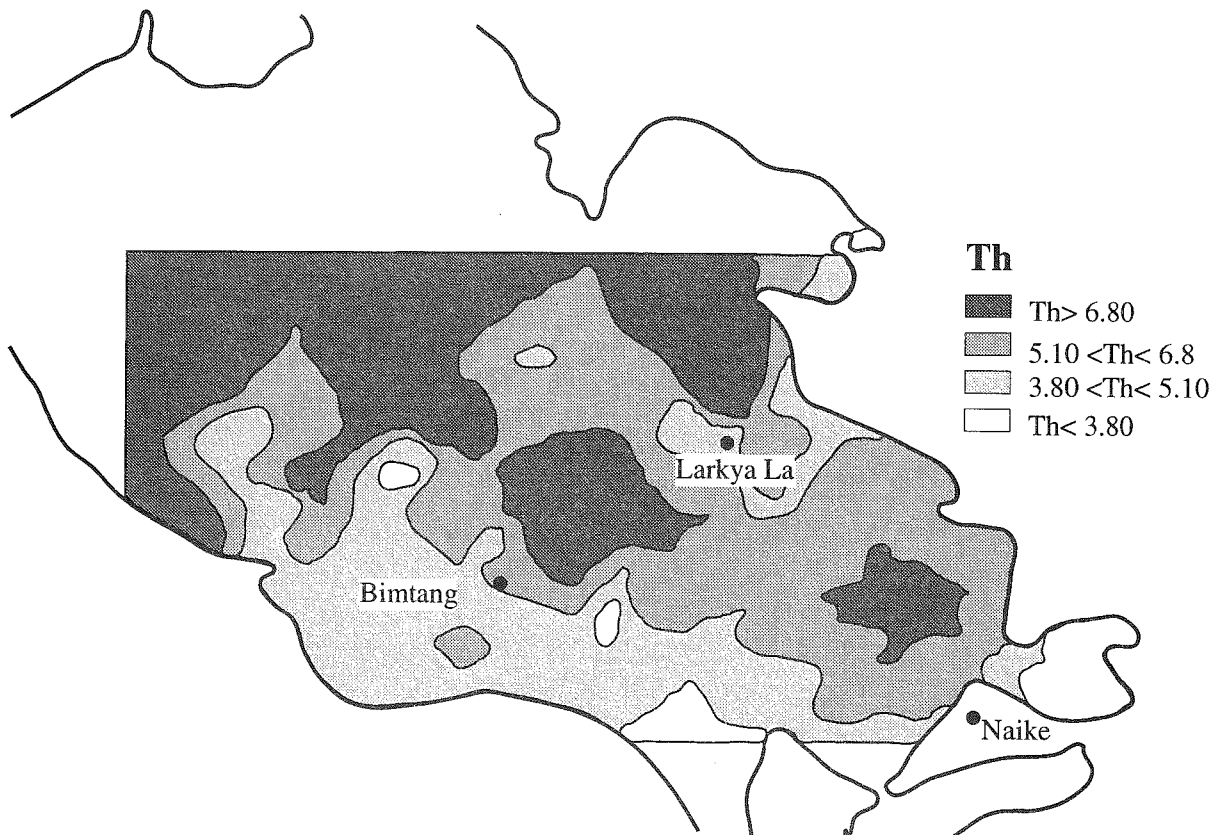 Th
Th> 6.80
5.10 <Th< 6.8
3.80 <Th< 5.10
Th< 3.80
Larkya La
Bimtang
Naike